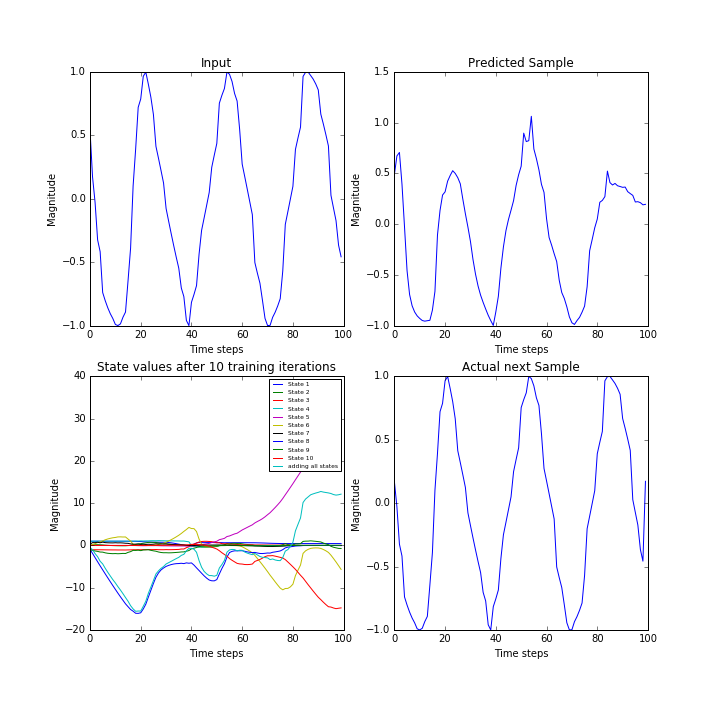 Input
1.0
0.5
0.0
−0.5
−1.0
Magnitude
0 20 40 60 80 100
Time steps
Predicted Sample
1.5
1.0
0.5
0.0
−0.5
−1.0
Magnitude
0 20 40 60 80 100
Time steps
State values after 10 training iterations
40
30
20
10
0
−10
−20
Magnitude
State 1
State 2
State 3
State 4
State 5
State 6
State 7
State 8
State 9
State 10
adding all states
0 20 40 60 80 100
Time steps
Actual next Sample
1.0
0.5
0.0
−0.5
−1.0
Magnitude
0 20 40 60 80 100
Time steps